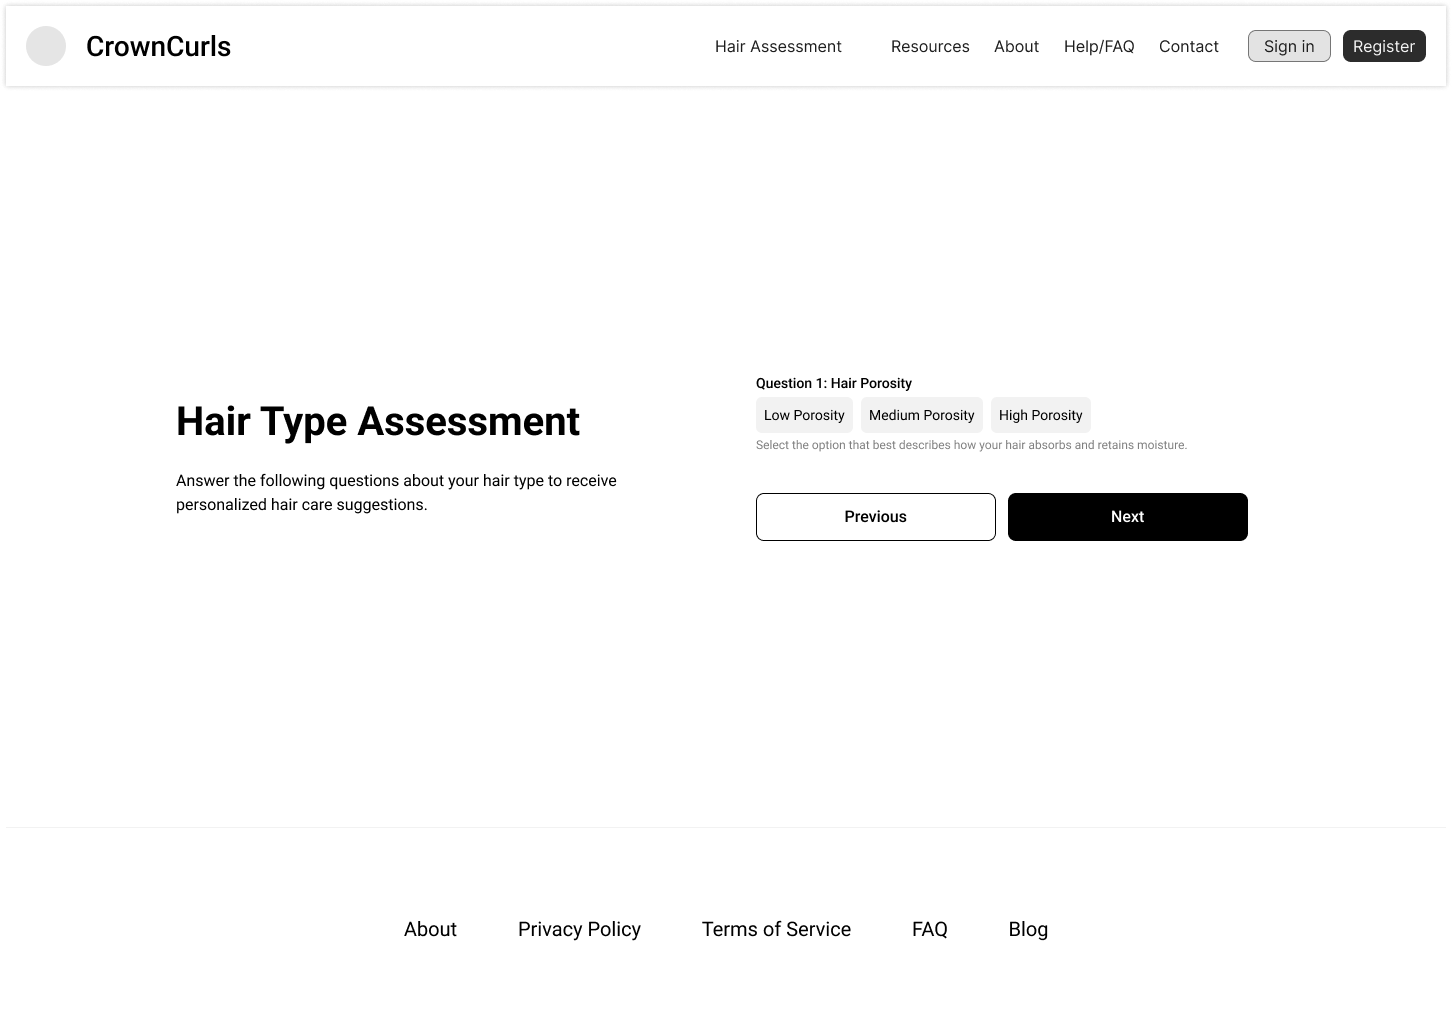 CrownCurls
Hair Assessment
Resources
About
Help/FAQ
Contact
Sign in
Register
Hair Type Assessment
Answer the following questions about your hair type to receive
personalized hair care suggestions.
Question 1: Hair Porosity
Low Porosity
Medium Porosity
High Porosity
Select the option that best describes how your hair absorbs and retains moisture.
Previous
Next
About
Privacy Policy
Terms of Service
FAQ
Blog